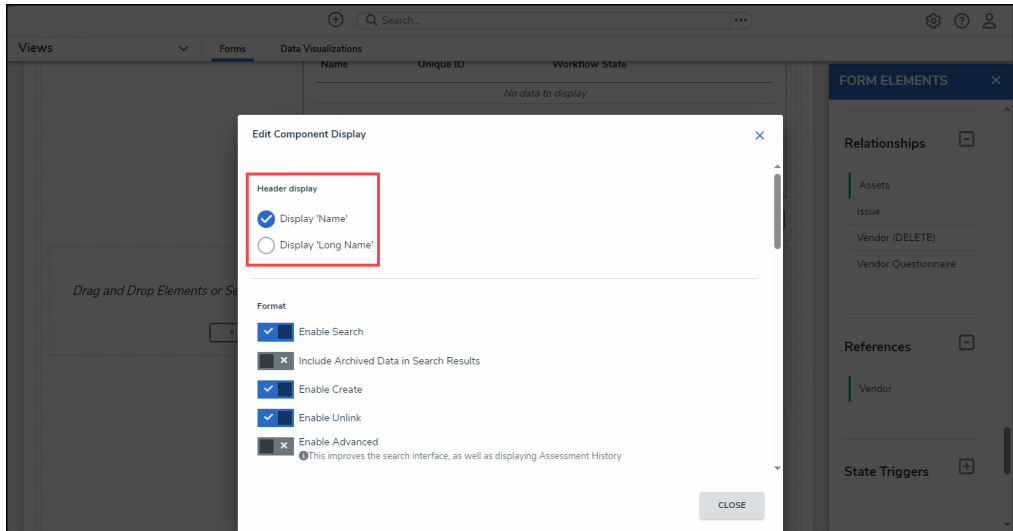 Search...
Views
Forms
Data Visualizations
Name
Unique ID
Workflow State
No data to display
FORM ELEMENTS
Edit Component Display
Header display
Display 'Name'
Display 'Long Name'
Format
Enable Search
Include Archived Data in Search Results
Enable Create
Enable Unlink
Enable Advanced
This improves the search interface, as well as displaying Assessment History
CLOSE
Drag and Drop Elements or Se
Relationships
Assets
Issue
Vendor (DELETE)
Vendor Questionnaire
References
Vendor
State Triggers